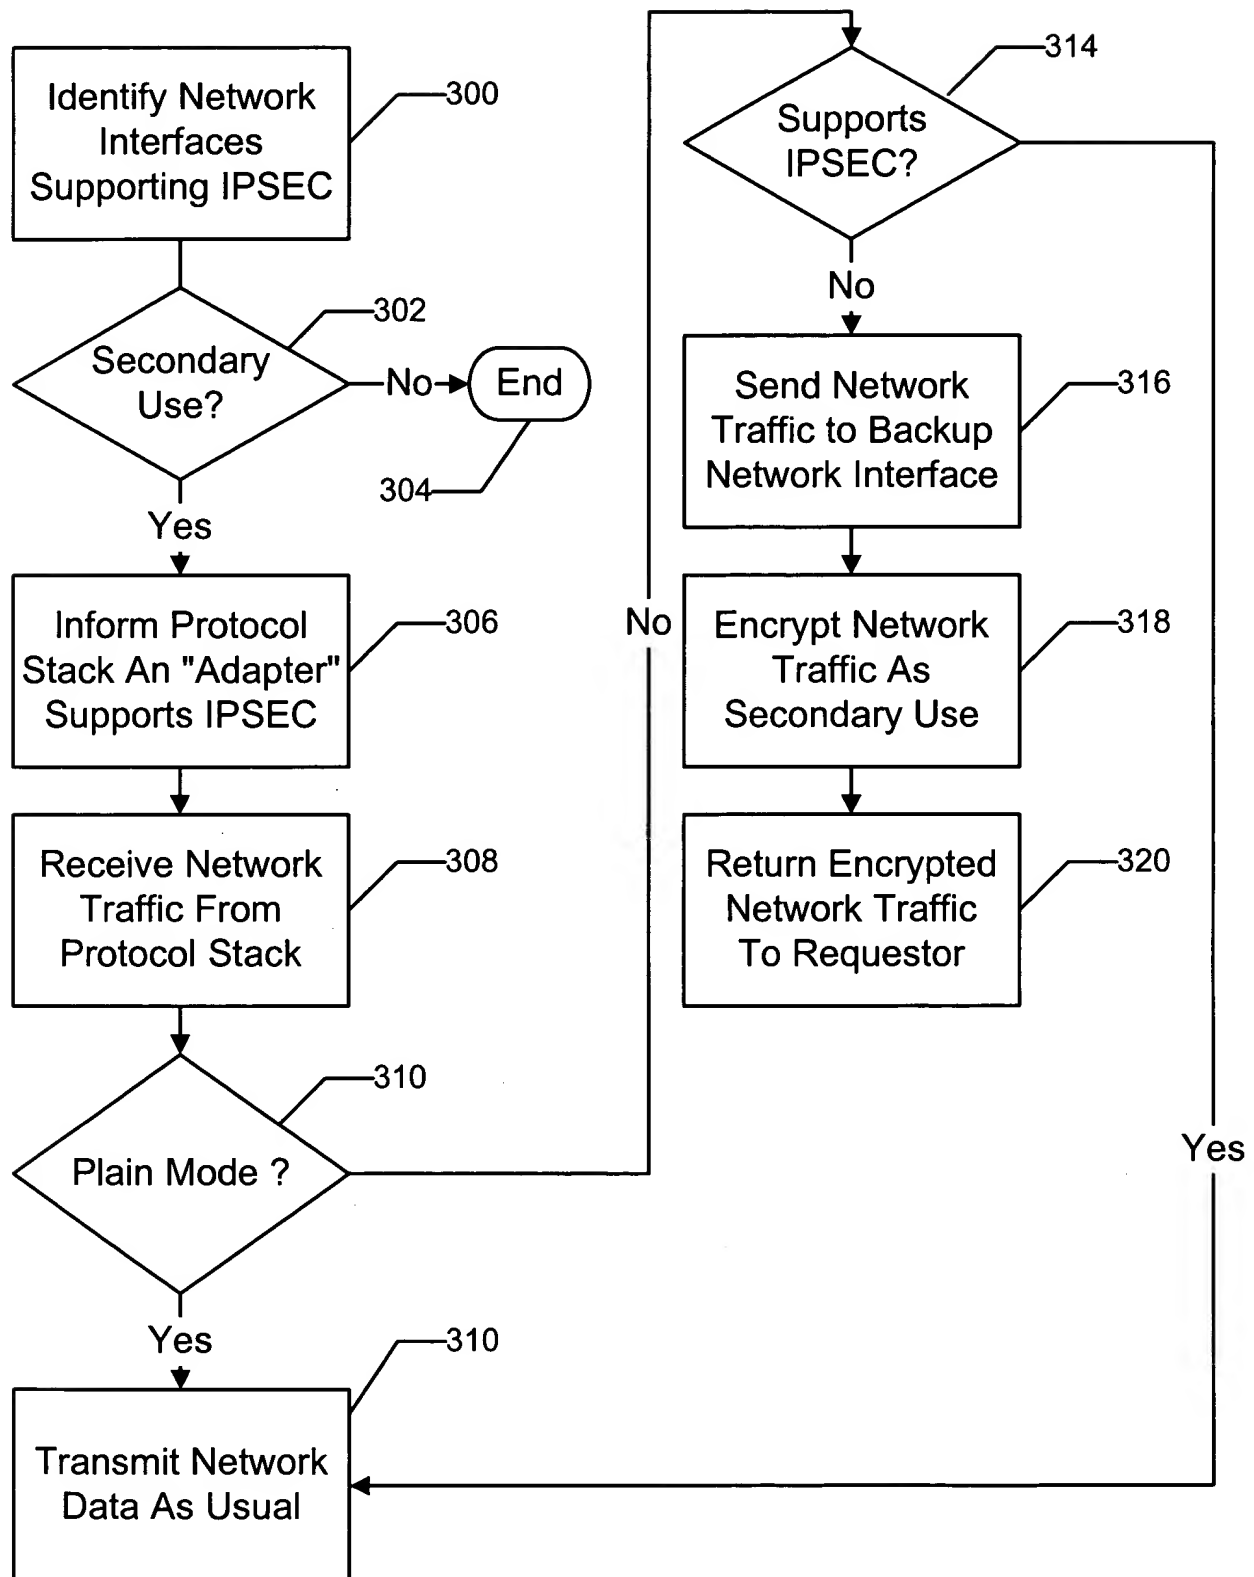 Identify Network
Interfaces
Supporting IPSEC
300
302
Secondary
Use?
No
End
304
Yes
Inform Protocol
Stack An "Adapter"
Supports IPSEC
306
Receive Network
Traffic From
Protocol Stack
308
310
Plain Mode ?
No
Yes
310
Transmit Network
Data As Usual
314
Supports
IPSEC?
No
Send Network
Traffic to Backup
Network Interface
316
Encrypt Network
Traffic As
Secondary Use
318
Return Encrypted
Network Traffic
To Requestor
320
Yes